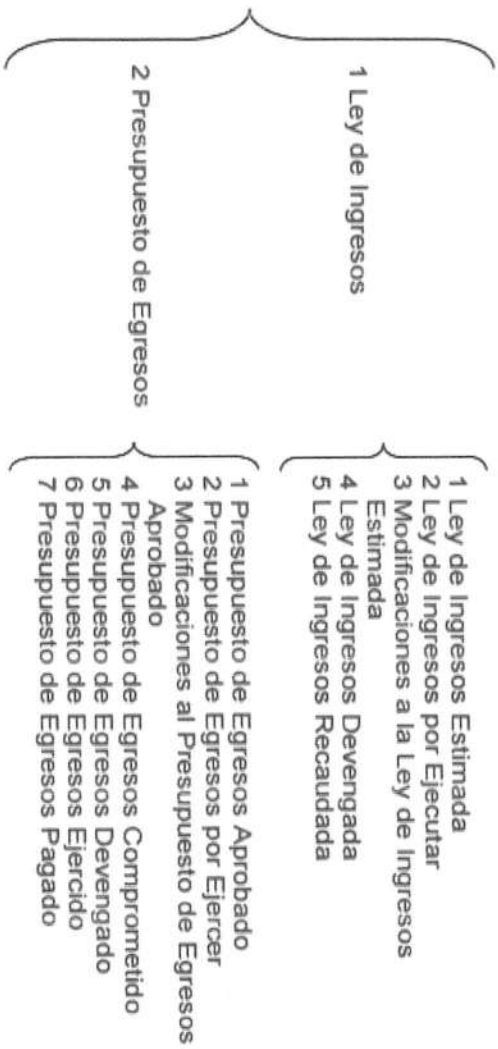 1 Ley de Ingresos
1 Ley de Ingresos Estimada
2 Ley de Ingresos por Ejecutar
3 Modificaciones a la Ley de Ingresos
Estimada
4 Ley de Ingresos Devengada
5 Ley de Ingresos Recaudada
2 Presupuesto de Egresos
1 Presupuesto de Egresos Aprobado
2 Presupuesto de Egresos por Ejercer
3 Modificaciones al Presupuesto de Egresos
Aprobado
4 Presupuesto de Egresos Comprometido
5 Presupuesto de Egresos Devengado
6 Presupuesto de Egresos Ejercido
7 Presupuesto de Egresos Pagado